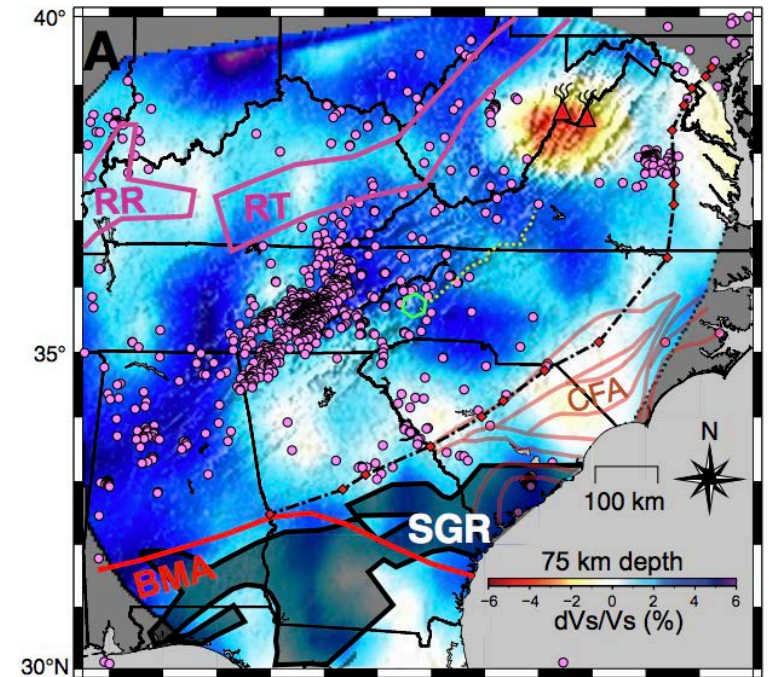 40°
A
RR
RT
35°
CFA
N
100 km
SGR
BMA
75 km depth
−6 −4 −2 0 2 4 6
dVs/Vs (%)
30°N